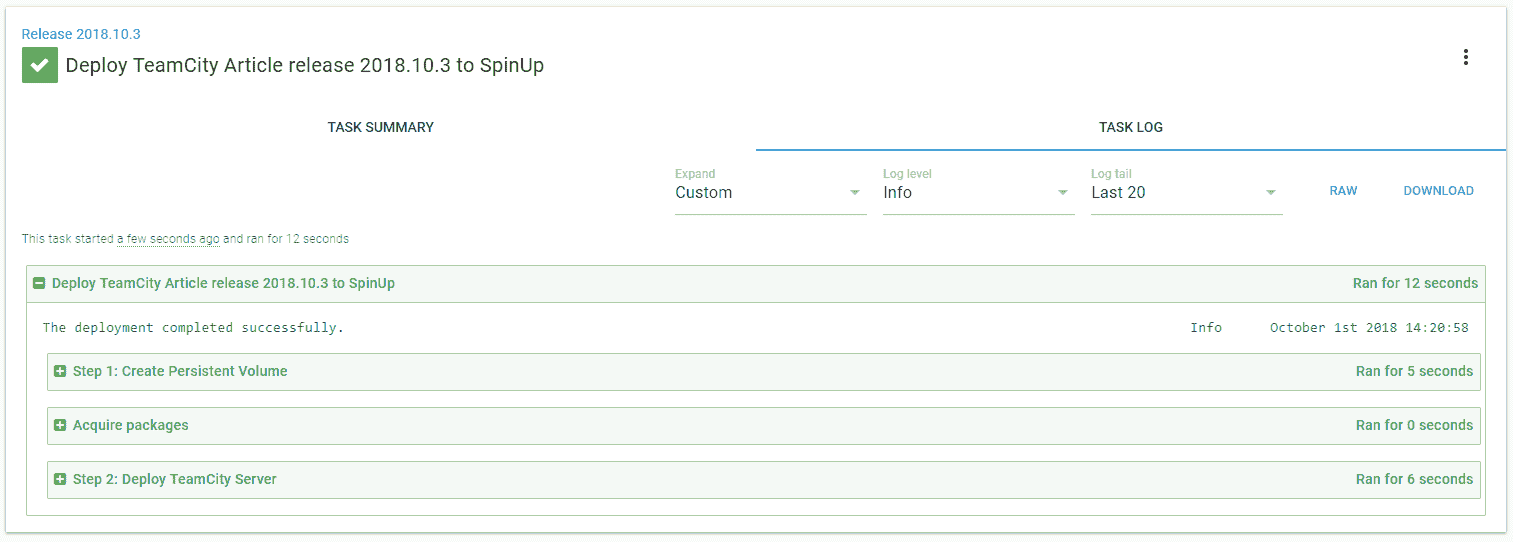 Release 2018.10.3
Deploy TeamCity Article release 2018.10.3 to SpinUp
TASK SUMMARY
TASK LOG
Expand
Custom
Log level
Info
Log tail
Last 20
RAW
DOWNLOAD
This task started a few seconds ago and ran for 12 seconds
Deploy TeamCity Article release 2018.10.3 to SpinUp Ran for 12 seconds
The deployment completed successfully. Info October 1st 2018 14:20:58
Step 1: Create Persistent Volume Ran for 5 seconds
Acquire packages Ran for 0 seconds
Step 2: Deploy TeamCity Server Ran for 6 seconds